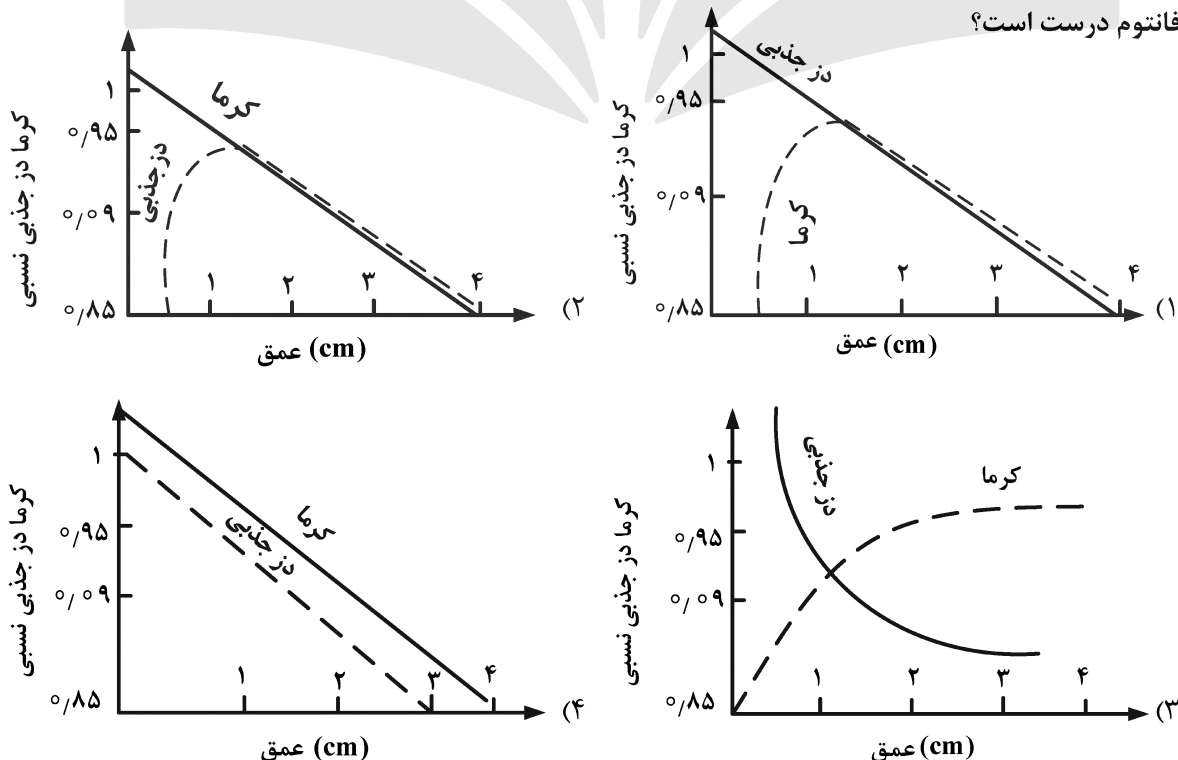 فانتوم درست است؟
۱
۰/۹۵
۰/۰۹
۰/۸۵
کرما دز جذبی نسبی
دز جذبی
کرما
۱ ۲ ۳ ۴
عمق (cm)
۱)
۱
۰/۹۵
۰/۰۹
۰/۸۵
کرما دز جذبی نسبی
کرما
دز جذبی
۱ ۲ ۳ ۴
عمق (cm)
۲)
۱
۰/۹۵
۰/۰۹
۰/۸۵
کرما دز جذبی نسبی
دز جذبی
کرما
۱ ۲ ۳ ۴
عمق (cm)
۳)
۱
۰/۹۵
۰/۰۹
۰/۸۵
کرما دز جذبی نسبی
کرما
دز جذبی
۱ ۲ ۳ ۴
عمق (cm)
۴)